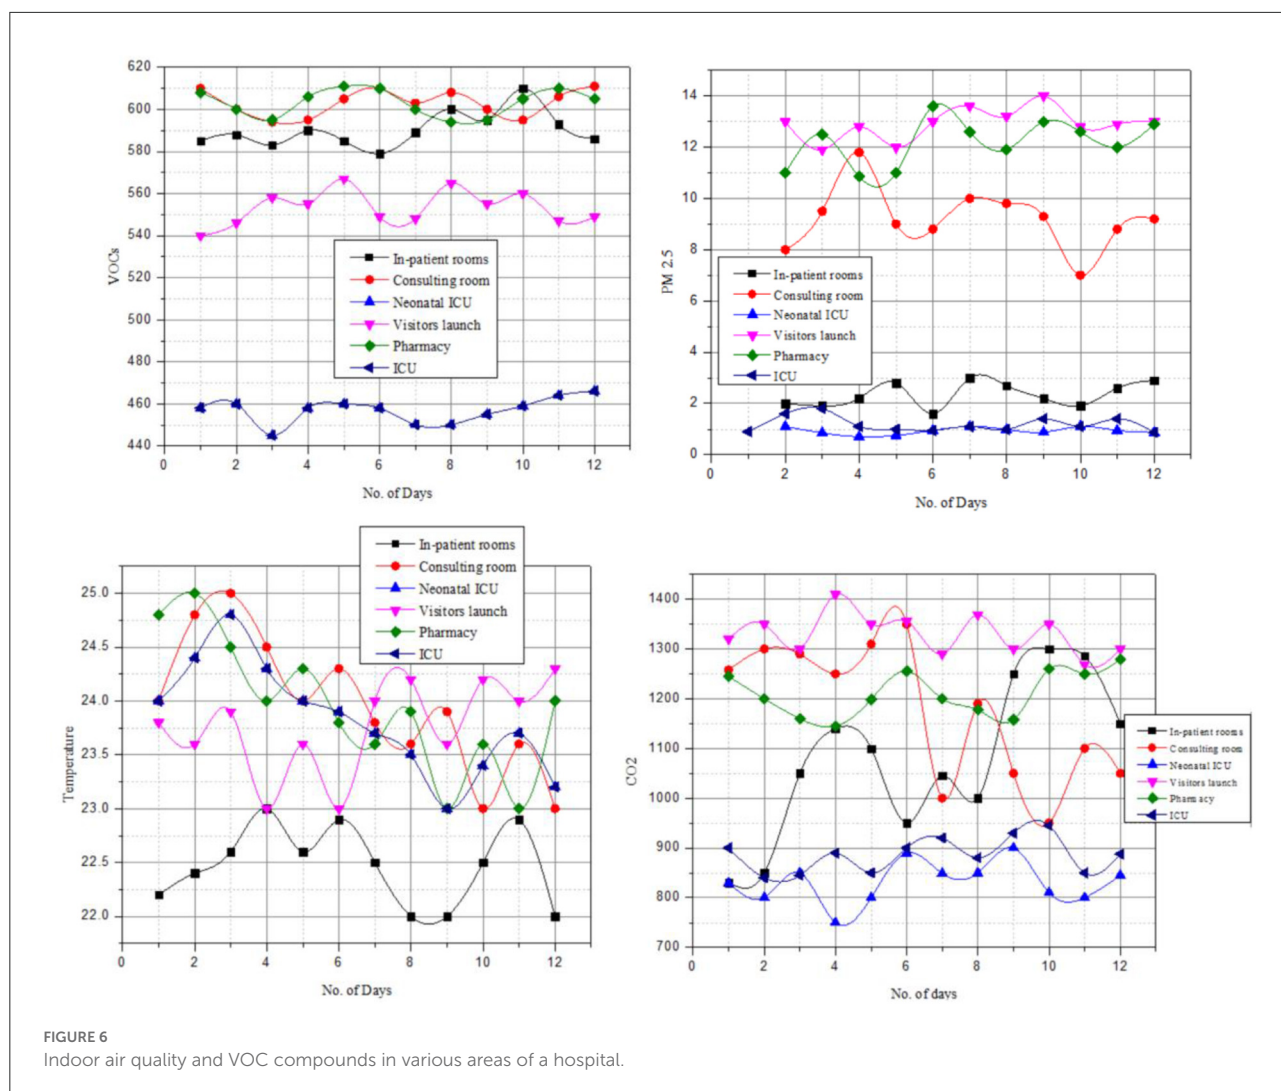 620
600
580
560
540
520
500
480
460
440
VOCs
0
2
4
6
8
10
12
No. of Days
In-patient rooms
Consulting room
Neonatal ICU
Visitors launch
Pharmacy
ICU
14
12
10
8
6
4
2
0
PM 2.5
0
2
4
6
8
10
12
No. of Days
In-patient rooms
Consulting room
Neonatal ICU
Visitors launch
Pharmacy
ICU
25.0
24.5
24.0
23.5
23.0
22.5
22.0
Temperature
0
2
4
6
8
10
12
No. of Days
In-patient rooms
Consulting room
Neonatal ICU
Visitors launch
Pharmacy
ICU
1400
1300
1200
1100
1000
900
800
700
CO2
0
2
4
6
8
10
12
No. of days
In-patient rooms
Consulting room
Neonatal ICU
Visitors launch
Pharmacy
ICU
FIGURE 6
Indoor air quality and VOC compounds in various areas of a hospital.